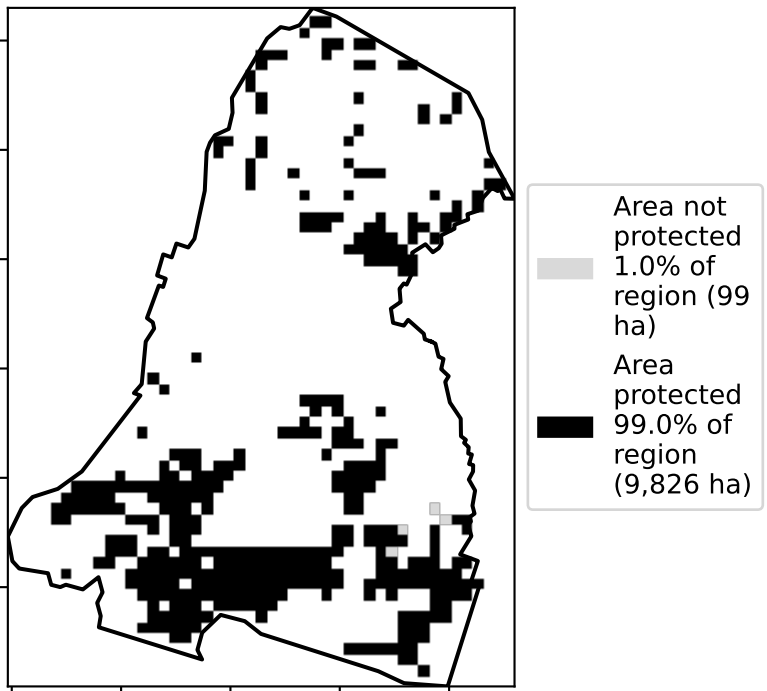 Area not
protected
1.0% of
region (99
ha)
Area
protected
99.0% of
region
(9,826 ha)